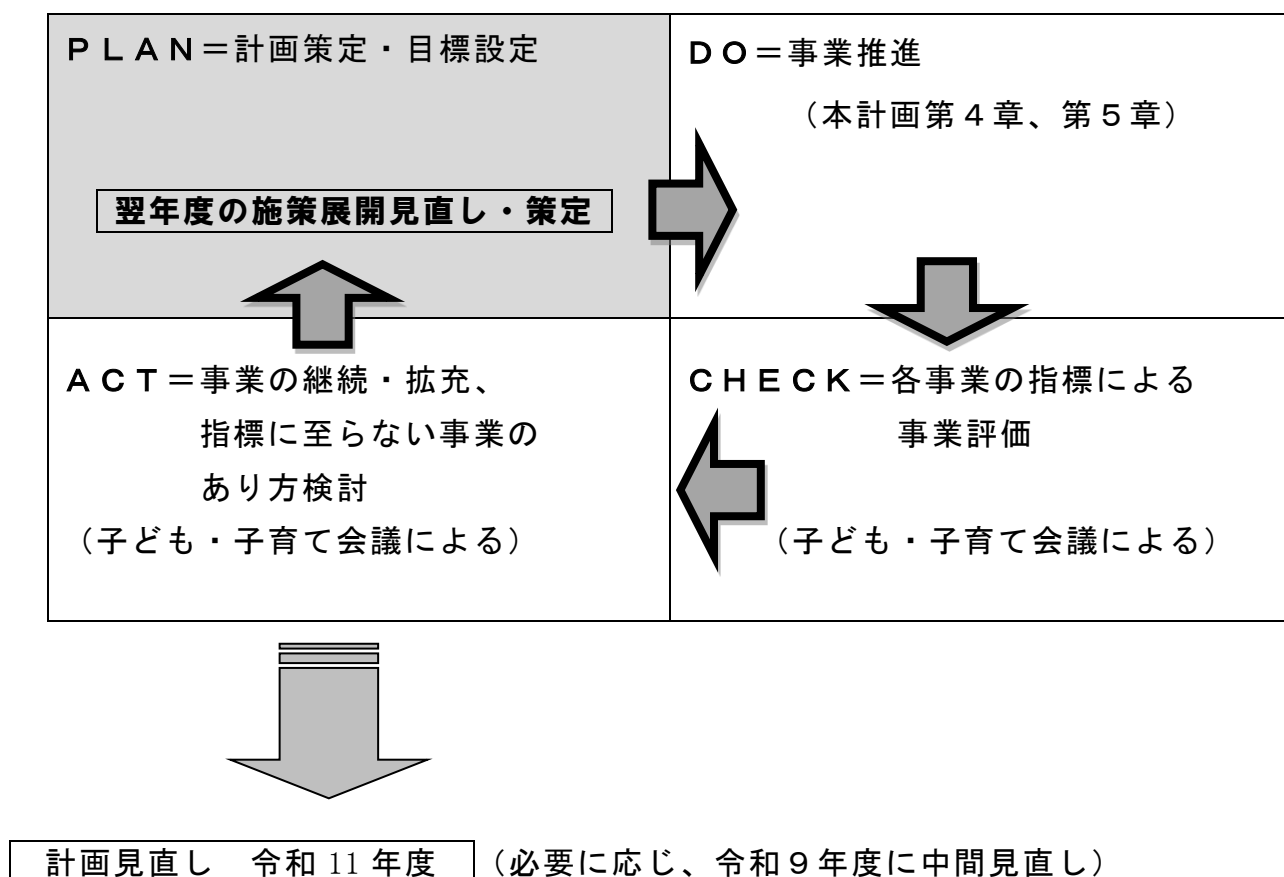 ＰＬＡＮ＝計画策定・目標設定
翌年度の施策展開見直し・策定
ＤＯ＝事業推進
（本計画第４章、第５章）
ＡＣＴ＝事業の継続・拡充、
指標に至らない事業の
あり方検討
（子ども・子育て会議による）
ＣＨＥＣＫ＝各事業の指標による
事業評価
（子ども・子育て会議による）
計画見直し　令和 11 年度　（必要に応じ、令和９年度に中間見直し）